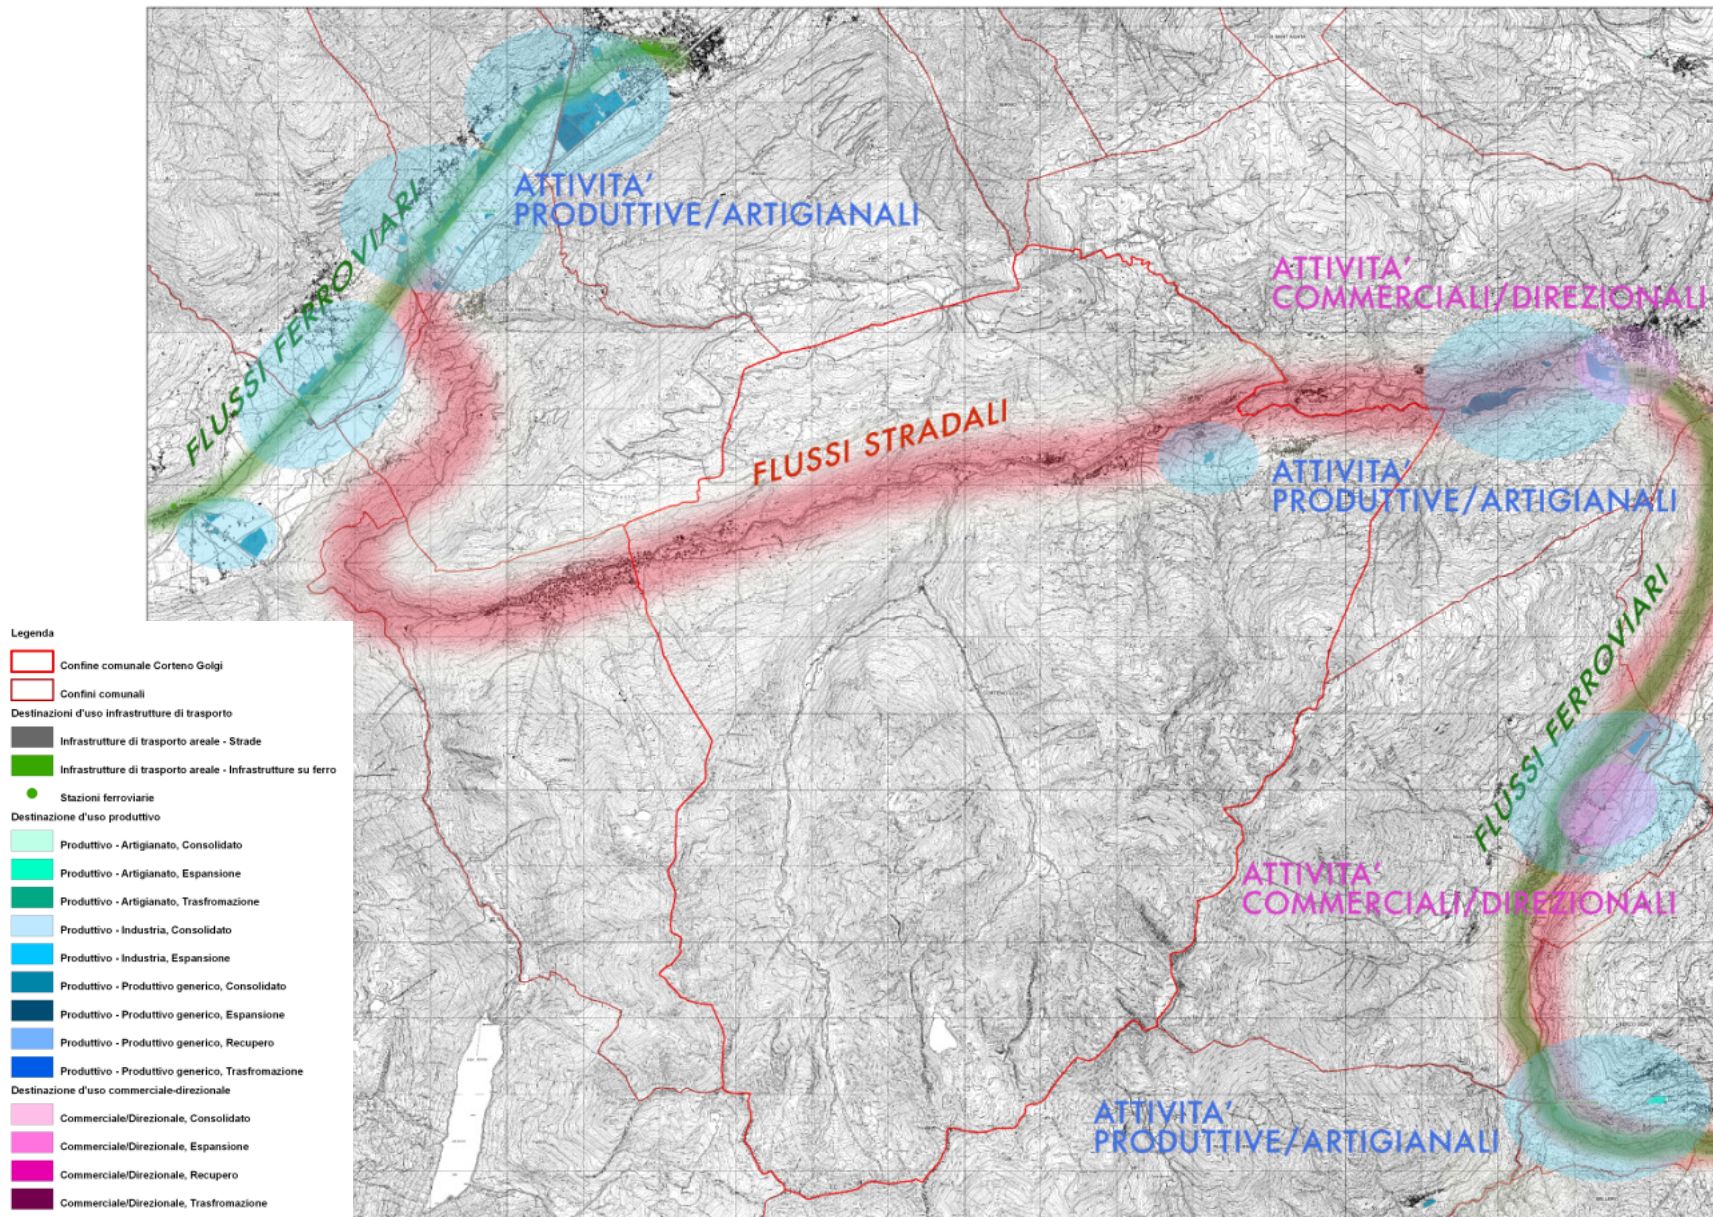 ATTIVITA'
PRODUTTIVE/ARTIGIANALI
FLUSSI FERROVIARI
ATTIVITA'
COMMERCIALI/DIREZIONALI
FLUSSI STRADALI
ATTIVITA'
PRODUTTIVE/ARTIGIANALI
FLUSSI FERROVIARI
ATTIVITA'
COMMERCIALI/DIREZIONALI
ATTIVITA'
PRODUTTIVE/ARTIGIANALI
Legenda
Confine comunale Corteno Golgi
Confini comunali
Destinazioni d'uso infrastrutture di trasporto
Infrastrutture di trasporto areale - Strade
Infrastrutture di trasporto areale - Infrastrutture su ferro
Stazioni ferroviarie
Destinazione d'uso produttivo
Produttivo - Artigianato, Consolidato
Produttivo - Artigianato, Espansione
Produttivo - Artigianato, Trasfromazione
Produttivo - Industria, Consolidato
Produttivo - Industria, Espansione
Produttivo - Produttivo generico, Consolidato
Produttivo - Produttivo generico, Espansione
Produttivo - Produttivo generico, Recupero
Produttivo - Produttivo generico, Trasfromazione
Destinazione d'uso commerciale-direzionale
Commerciale/Direzionale, Consolidato
Commerciale/Direzionale, Espansione
Commerciale/Direzionale, Recupero
Commerciale/Direzionale, Trasfromazione